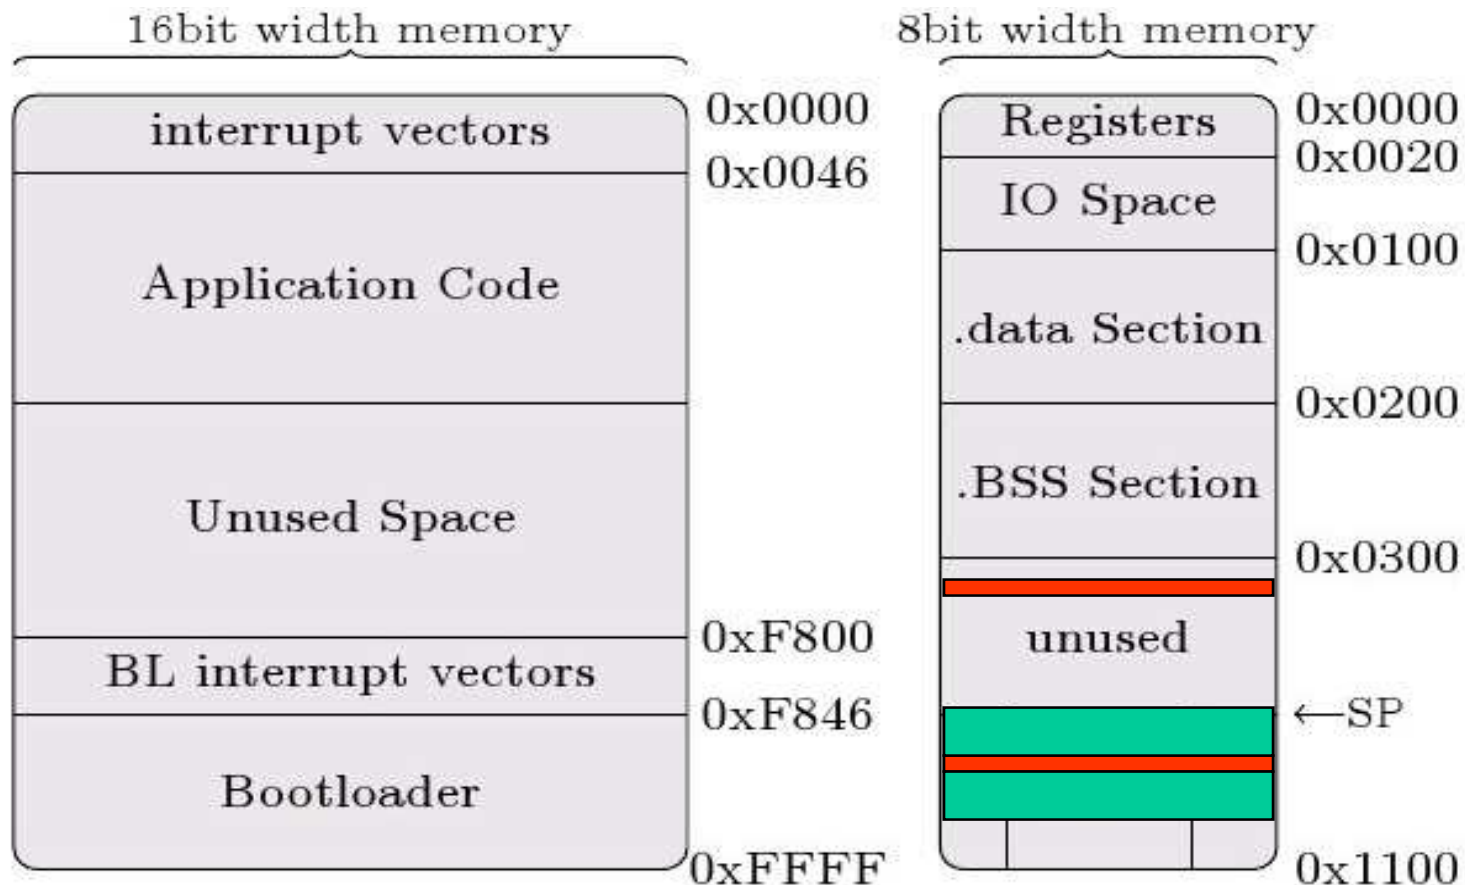 16bit width memory
interrupt vectors
0x0000
0x0046
Application Code
Unused Space
0xF800
BL interrupt vectors
0xF846
Bootloader
0xFFFF
8bit width memory
Registers
0x0000
0x0020
IO Space
0x0100
.data Section
0x0200
.BSS Section
0x0300
unused
←SP
0x1100